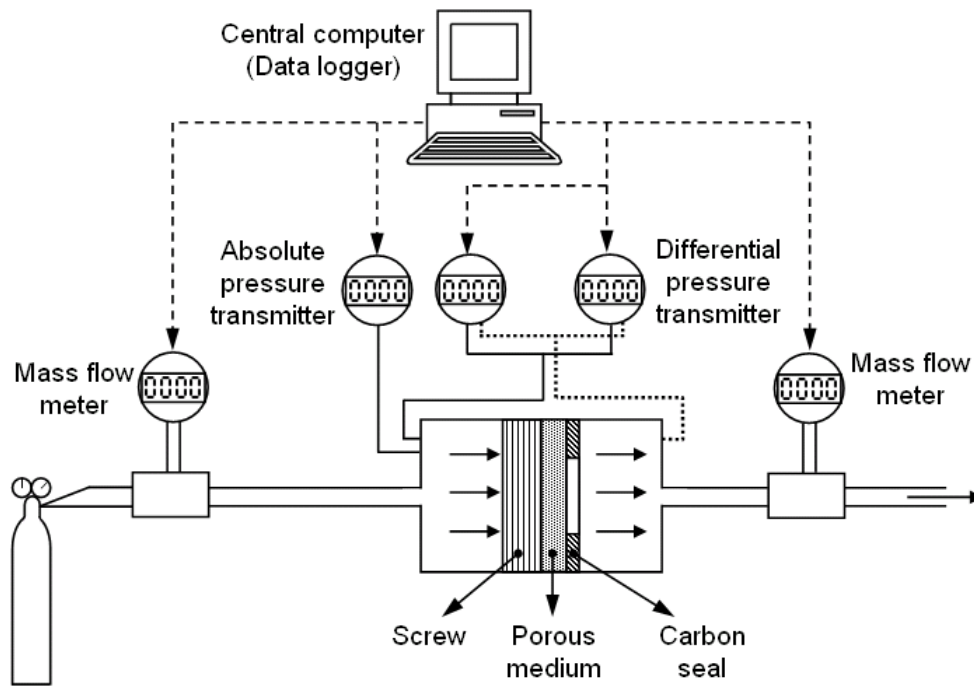 Central computer
(Data logger)
Absolute
pressure
transmitter
Differential
pressure
transmitter
0000
0000
0000
Mass flow
meter
0000
Mass flow
meter
0000
Screw
Porous
medium
Carbon
seal